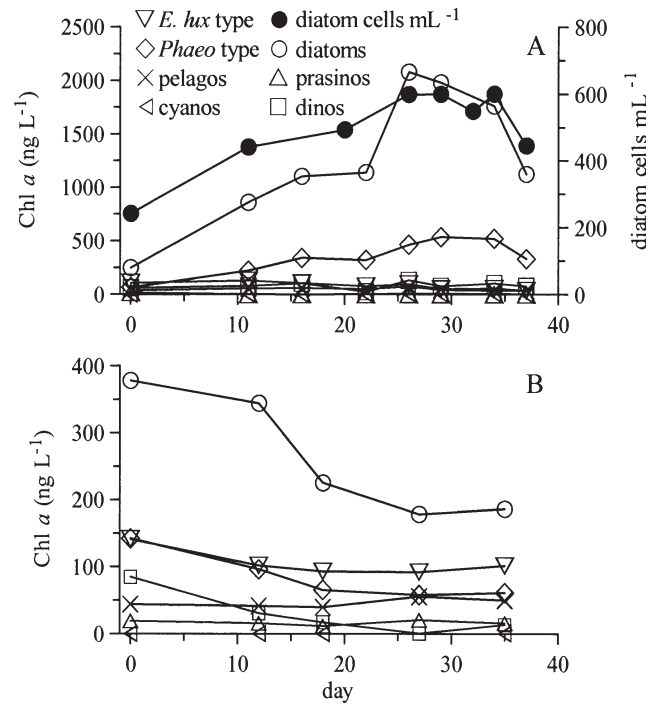 E. lux type diatom cells mL -1
Phaeo type diatoms
pelagos prasinos
cyanos dinos
A
2500
2000
1500
1000
500
0
Chl a (ng L-1)
800
600
400
200
0
diatom cells mL -1
0 10 20 30 40
B
400
300
200
100
0
Chl a (ng L-1)
0 10 20 30 40
day